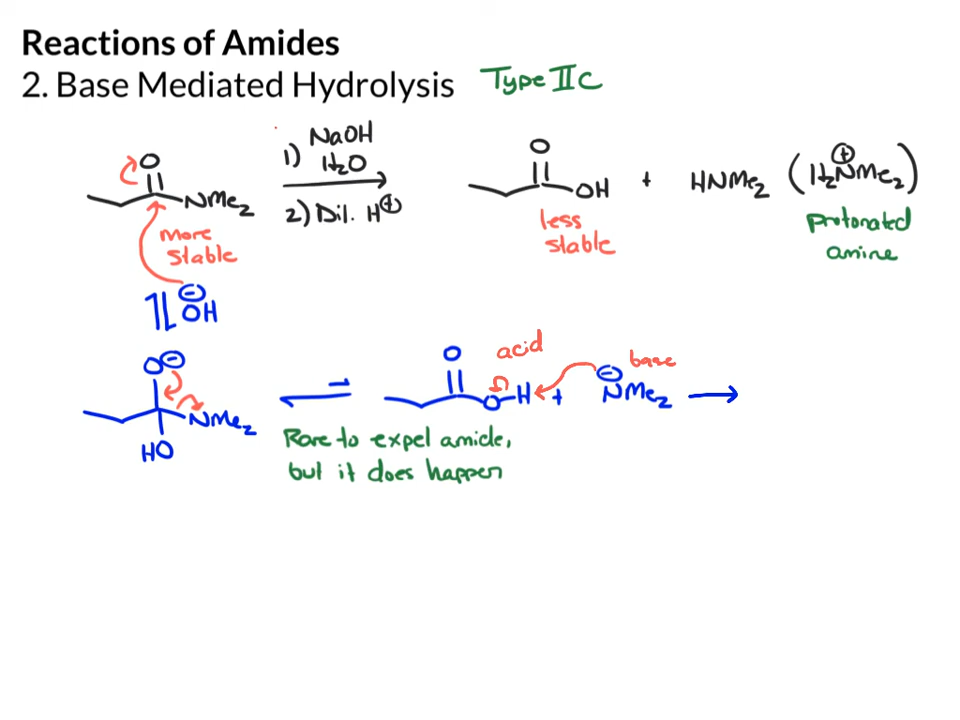 Reactions of Amides
2. Base Mediated Hydrolysis Type IIC
O NMe2
1) NaOH
H2O
2) Dil. H⊕
O OH + HNMe2 (H2N⊕Me2)
more
stable
less
stable
protonated
amine
⊖
OH
O⊖
NMe2
HO
O acid
O-H + ⊖NMe2 base
Rare to expel amide,
but it does happen